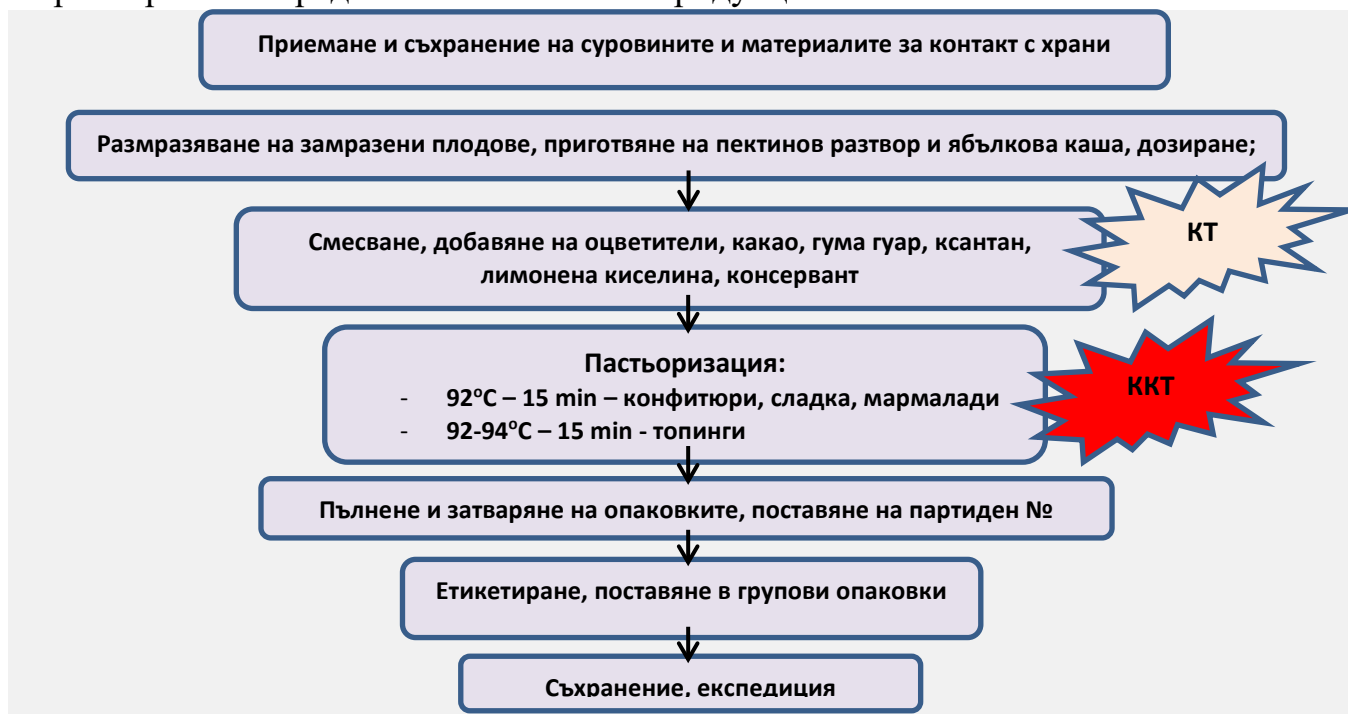 Приемане и съхранение на суровините и материалите за контакт с храни
Размразяване на замразени плодове, приготвяне на пектинов разтвор и ябълкова каша, дозиране;
КТ
Смесване, добавяне на оцветители, какао, гума гуар, ксантан,
лимонена киселина, консервант
Пастьоризация:
- 92°C – 15 min – конфитюри, сладка, мармалади
- 92-94°C – 15 min - топинги
ККТ
Пълнене и затваряне на опаковките, поставяне на партиден №
Етикетиране, поставяне в групови опаковки
Съхранение, експедиция